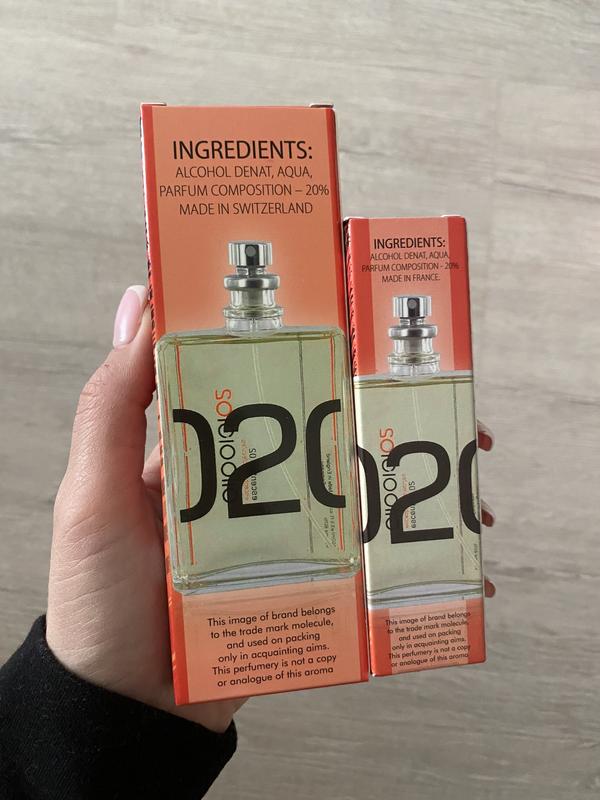 INGREDIENTS:
ALCOHOL DENAT, AQUA,
PARFUM COMPOSITION – 20%
MADE IN SWITZERLAND
020
This image of brand belongs
to the trade mark molecule,
and used on packing
only in acquainting aims.
This perfumery is not a copy
or analogue of this aroma
INGREDIENTS:
ALCOHOL DENAT, AQUA,
PARFUM COMPOSITION - 20%
MADE IN FRANCE.
020
This image of brand belongs
to the trade mark molecule,
and used on packing
only in acquainting aims.
This perfumery is not a copy
or analogue of this aroma